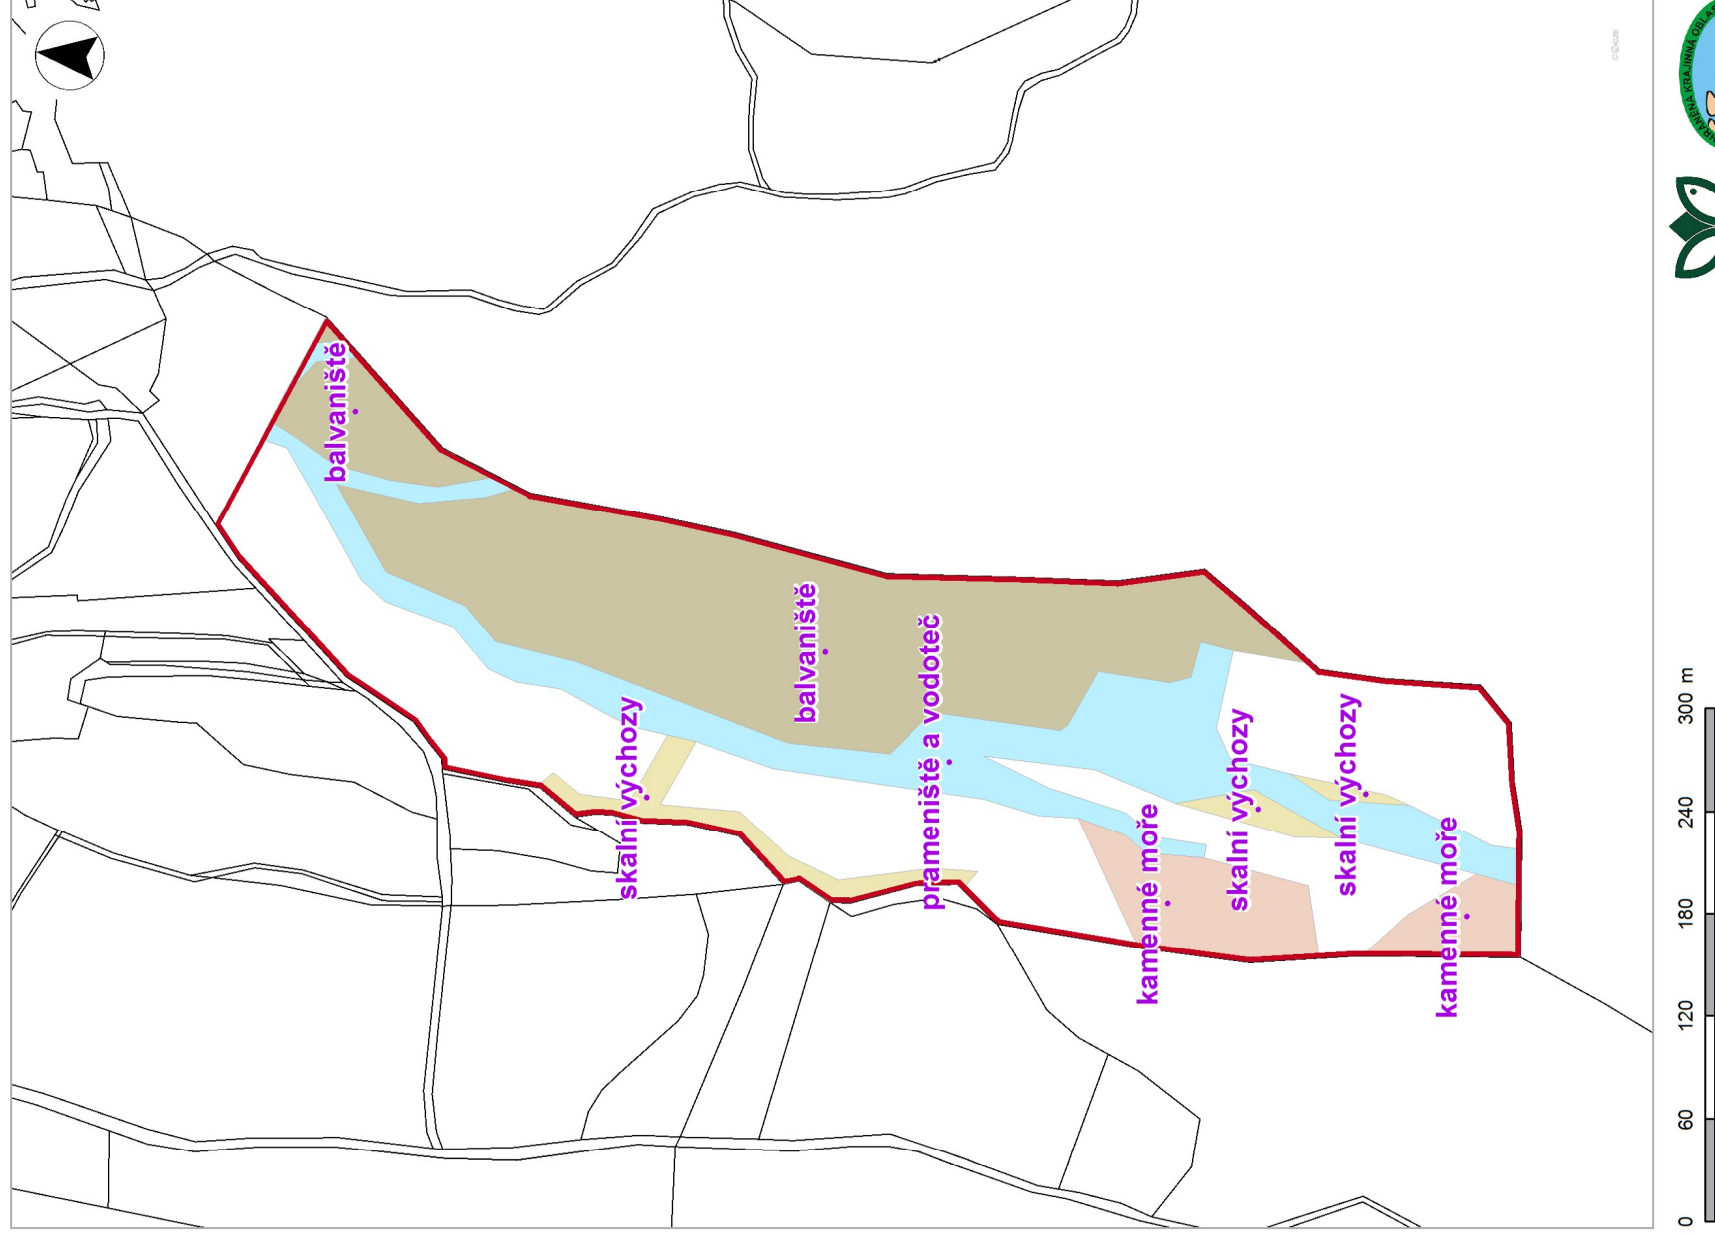 balvaniště
skalní výchozy
balvaniště
prameniště a vodoteč
kamenné moře
skalní výchozy
skalní výchozy
kamenné moře
0 60 120 180 240 300 m
KRAJINNÁ